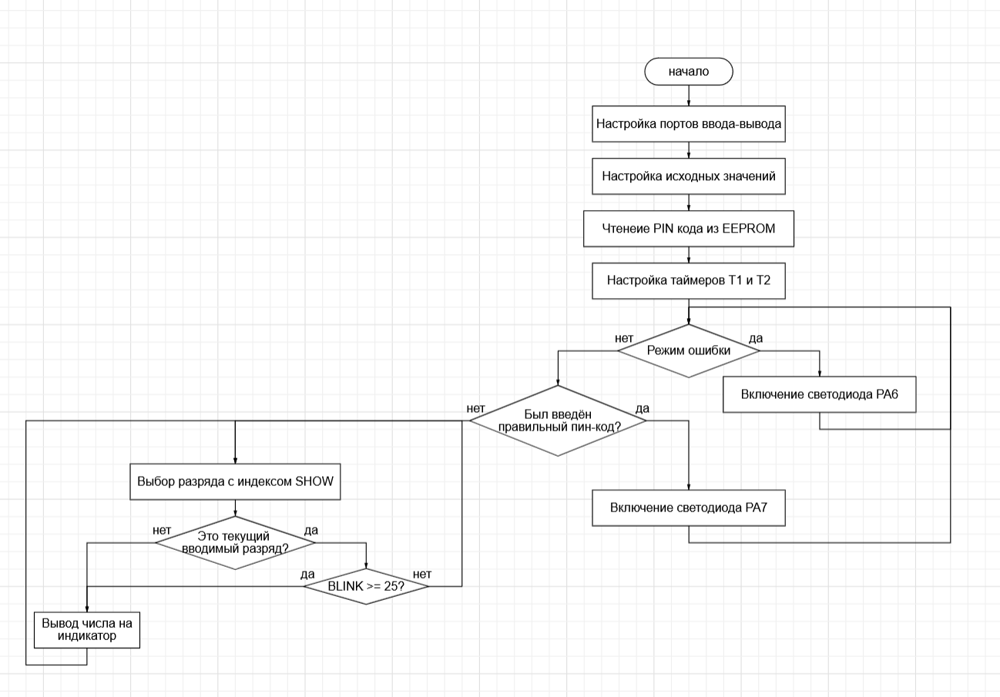 начало
Настройка портов ввода-вывода
Настройка исходных значений
Чтенеие PIN кода из EEPROM
Настройка таймеров T1 и T2
нет
да
Режим ошибки
Включение светодиода PA6
нет
да
Был введён
правильный пин-код?
Выбор разряда с индексом SHOW
Включение светодиода PA7
нет
да
Это текущий
вводимый разряд?
да
нет
BLINK >= 25?
Вывод числа на
индикатор